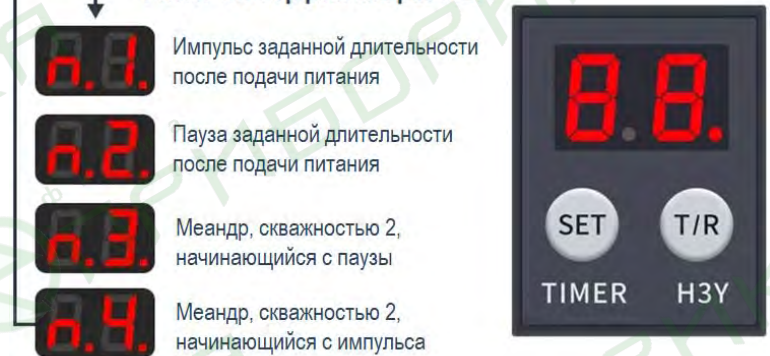 n.1.
Импульс заданной длительности
после подачи питания
n.2.
Пауза заданной длительности
после подачи питания
n.3.
Меандр, скважностью 2,
начинающийся с паузы
n.4.
Меандр, скважностью 2,
начинающийся с импульса
8.8.
SET
T/R
TIMER
H3Y